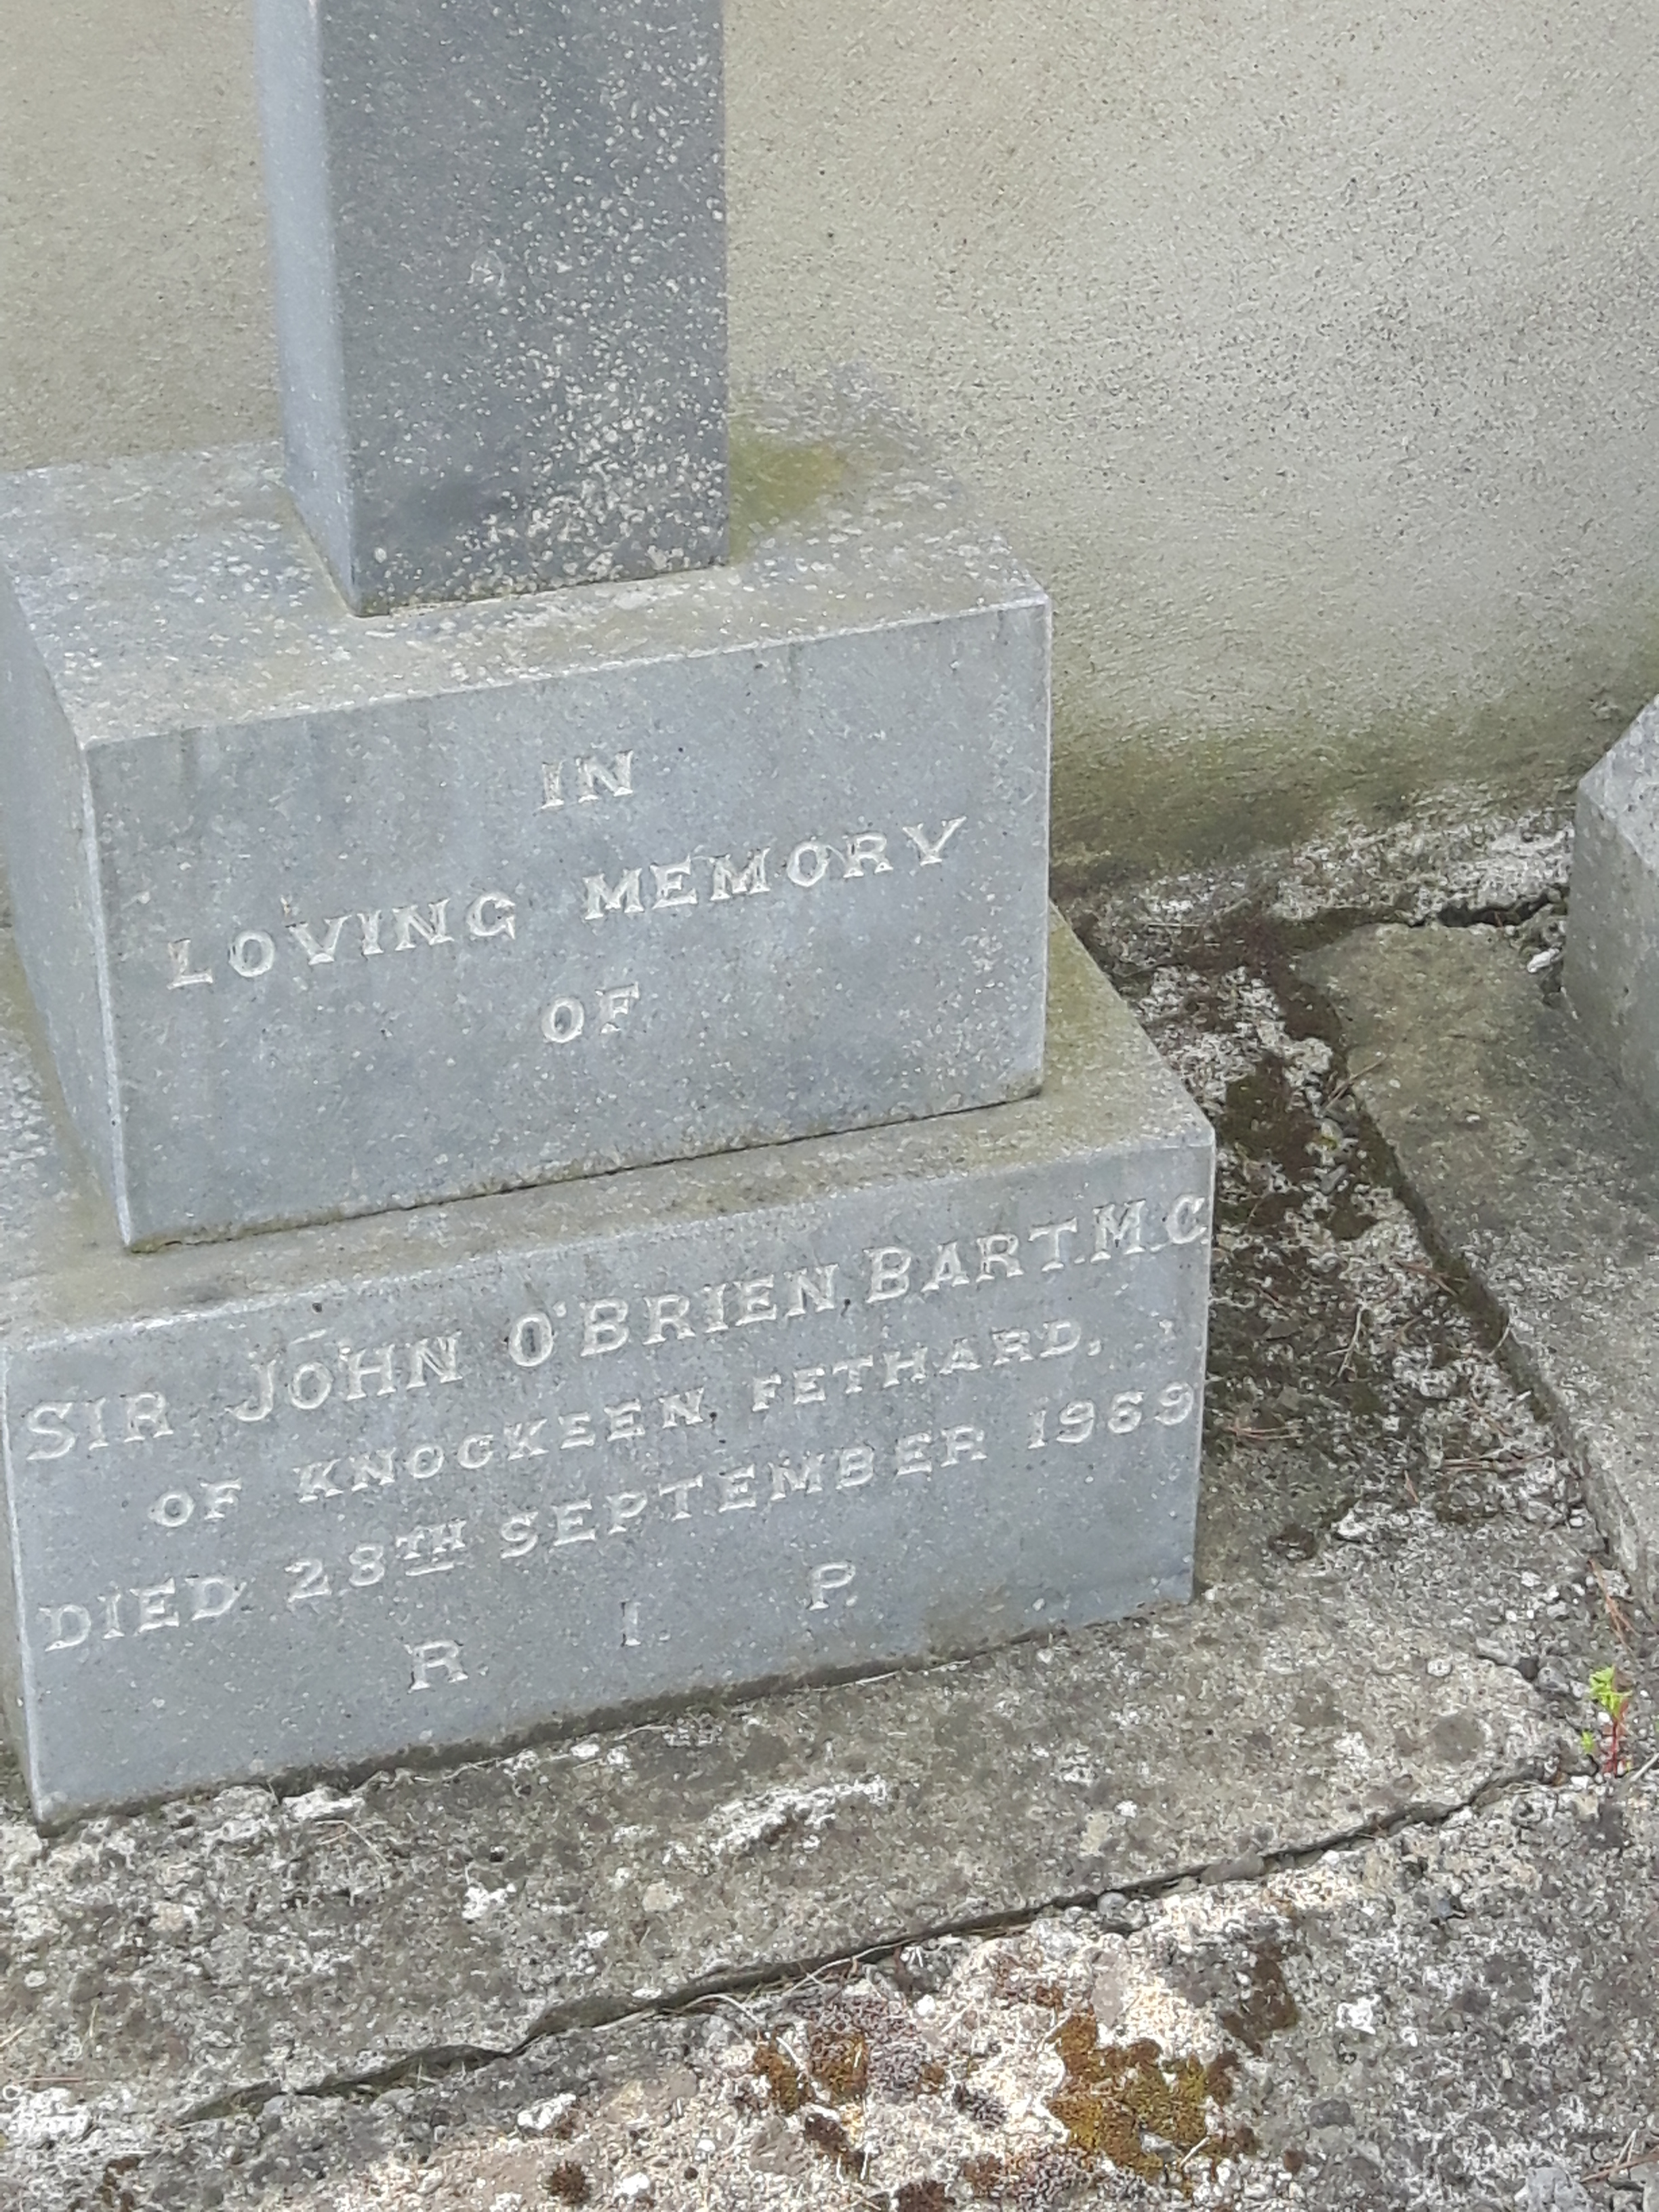 IN
LOVING MEMORY
OF
SIR JOHN O'BRIEN, BART. M.C.
OF KNOCKEEN, FETHARD,
DIED 28TH SEPTEMBER 1969
R. I. P.